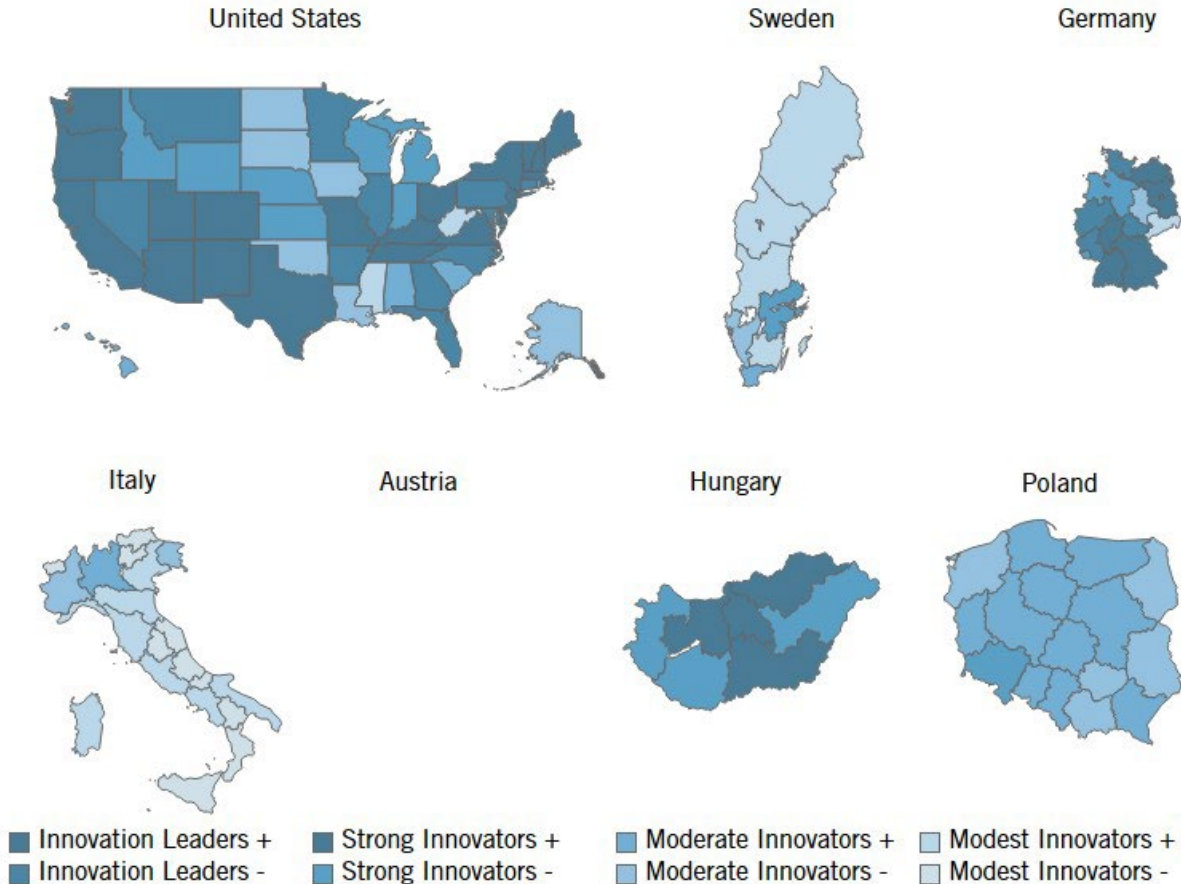 United States
Sweden
Germany
Italy
Austria
Hungary
Poland
Innovation Leaders +
Strong Innovators +
Moderate Innovators +
Modest Innovators +
Innovation Leaders -
Strong Innovators -
Moderate Innovators -
Modest Innovators -